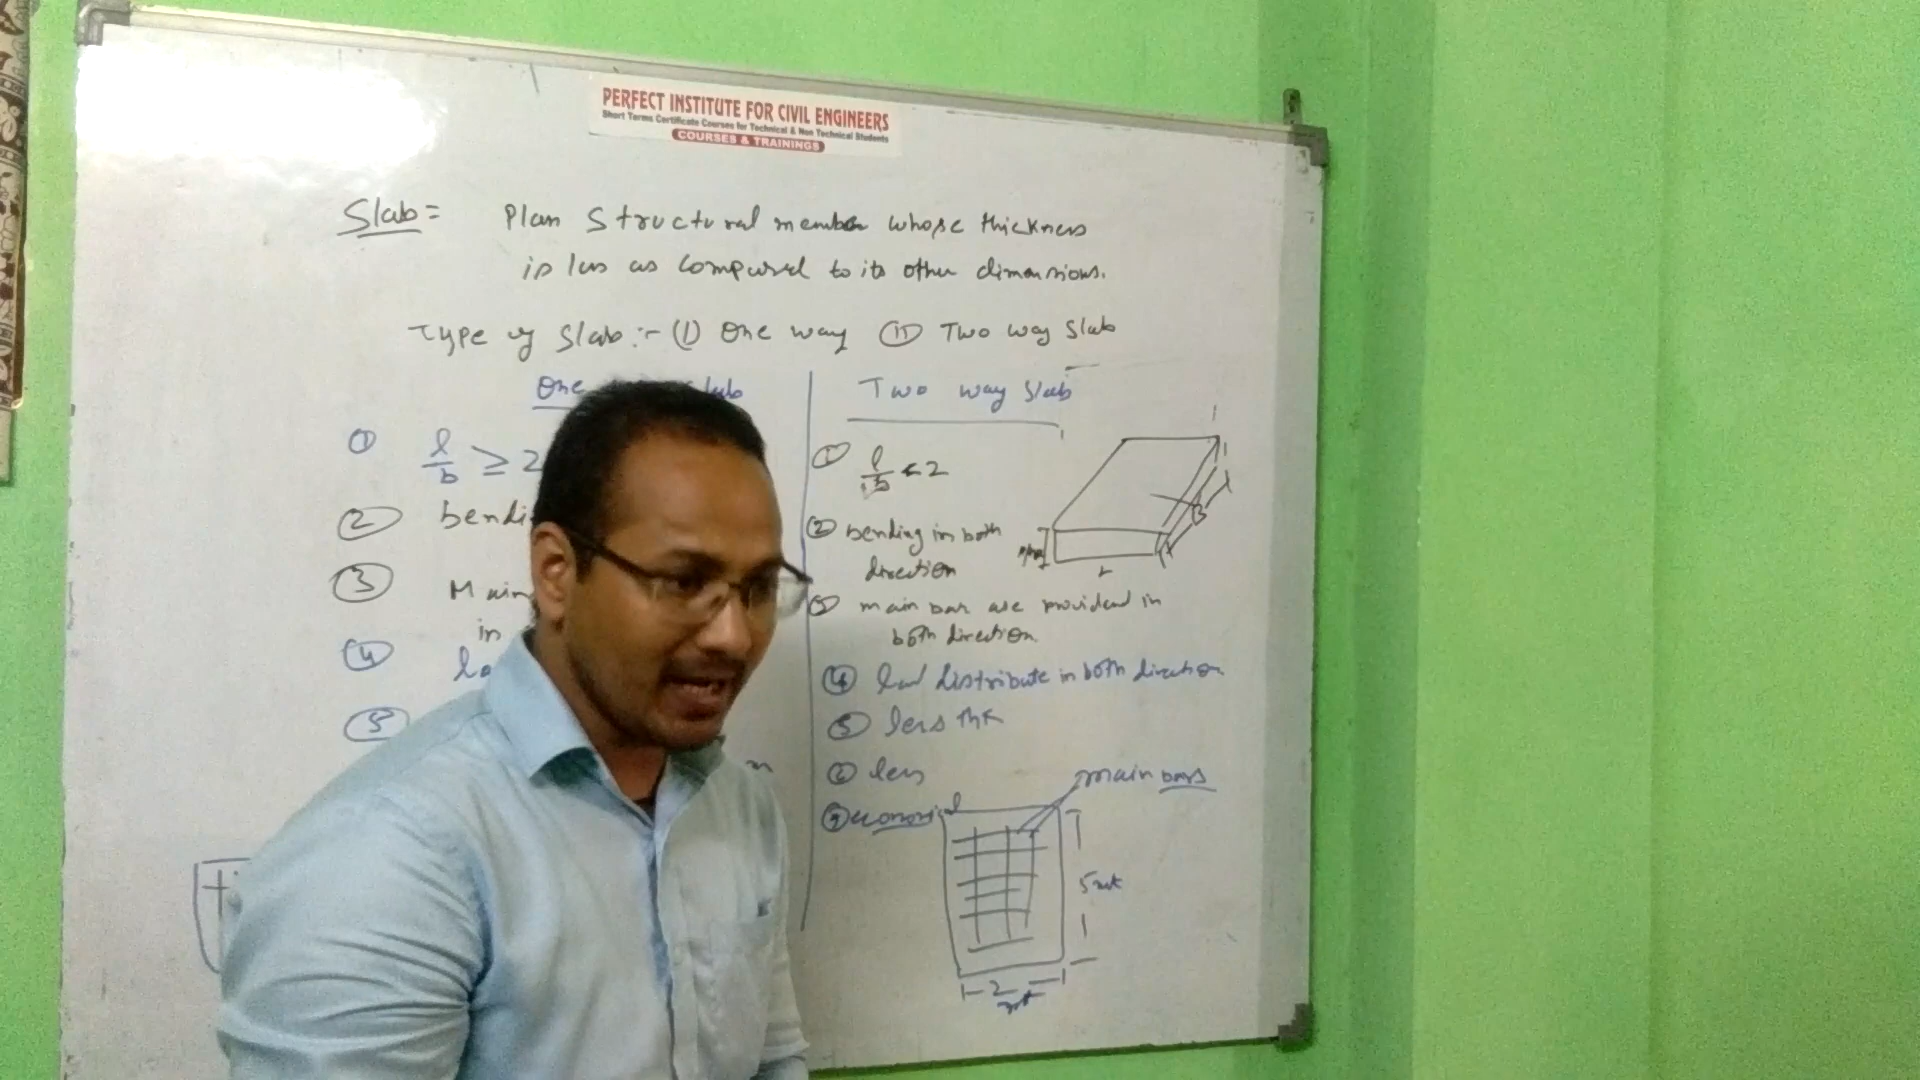 PERFECT INSTITUTE FOR CIVIL ENGINEERS
Short Terms Certificate Courses for Technical & Non Technical Students
COURSES & TRAININGS
Slab = Plan Structural member whose thickness
is less as compared to its other dimensions.
Type of Slab :- (I) One way (II) Two way Slab
One
① l/b ≥ 2
②
③ Main
in
④
⑤
Two way Slab
① l/b < 2
② bending in both
direction
③ main bar are provided in
both direction.
④ load distribute in both direction
⑤ less thk
⑥ less
⑦ economical
main bars
5 mt
2
mt
B
L